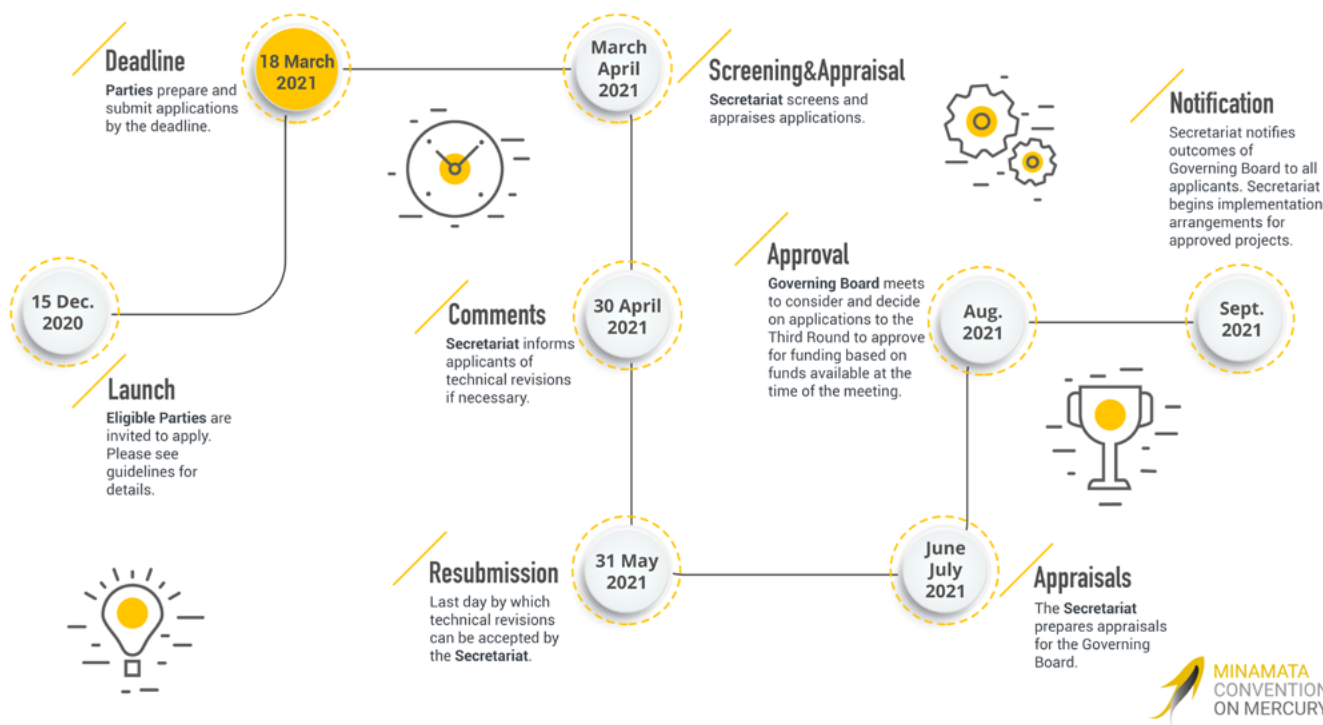 Deadline
Parties prepare and
submit applications
by the deadline.
18 March
2021
March
April
2021
Screening&Appraisal
Secretariat screens and
appraises applications.
Notification
Secretariat notifies
outcomes of
Governing Board to all
applicants. Secretariat
begins implementation
arrangements for
approved projects.
15 Dec.
2020
Launch
Eligible Parties are
invited to apply.
Please see
guidelines for
details.
Comments
Secretariat informs
applicants of
technical revisions
if necessary.
30 April
2021
Approval
Governing Board meets
to consider and decide
on applications to the
Third Round to approve
for funding based on
funds available at the
time of the meeting.
Aug.
2021
Sept.
2021
Resubmission
Last day by which
technical revisions
can be accepted by
the Secretariat.
31 May
2021
June
July
2021
Appraisals
The Secretariat
prepares appraisals
for the Governing
Board.
MINAMATA
CONVENTION
ON MERCURY